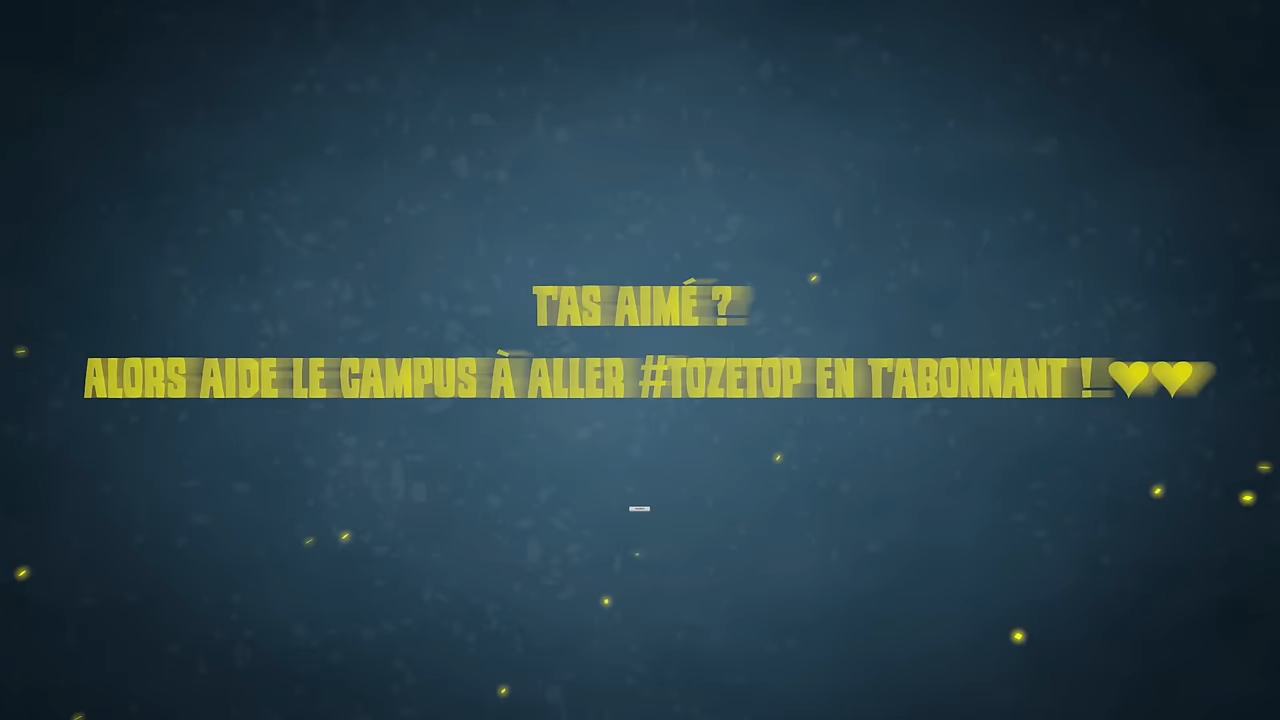 T'AS AIMÉ ?
ALORS AIDE LE CAMPUS À ALLER #TOZETOP EN T'ABONNANT ! ♥♥